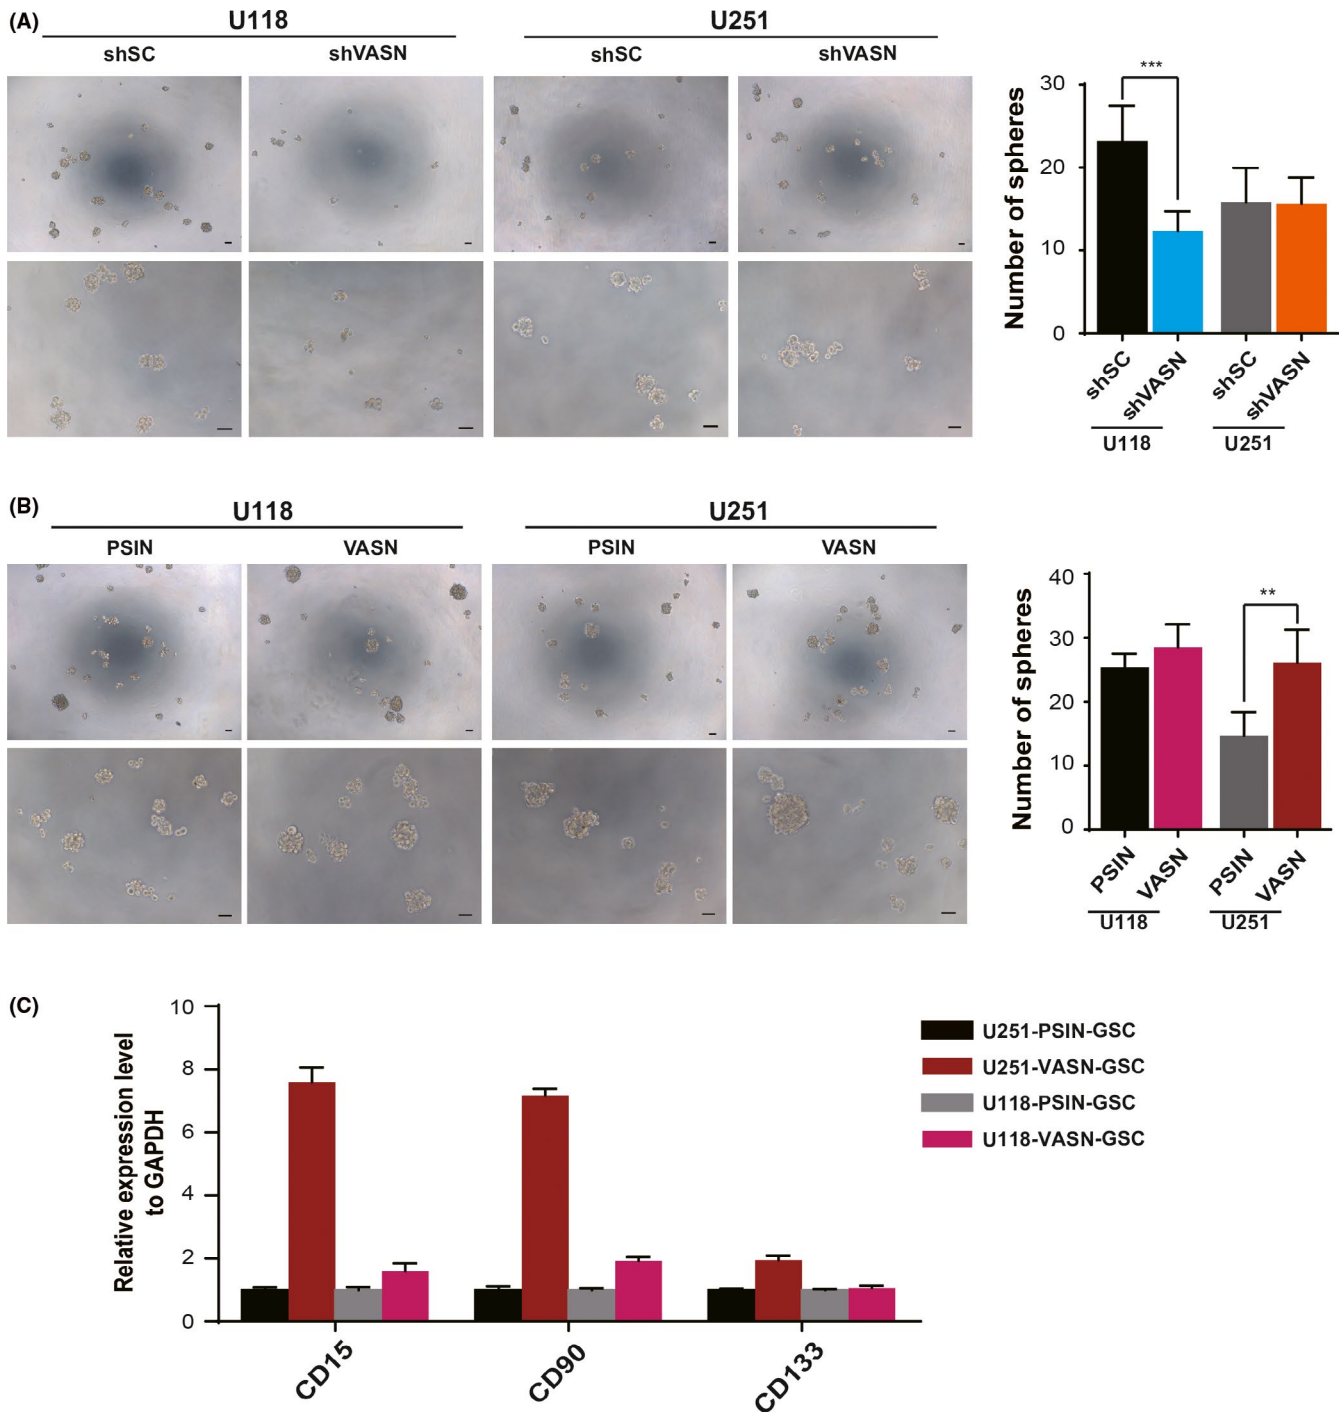 (A)
U118
U251
shSC
shVASN
shSC
shVASN
Number of spheres
30
20
10
0
***
shSC
shVASN
shSC
shVASN
U118
U251
(B)
U118
U251
PSIN
VASN
PSIN
VASN
Number of spheres
40
30
20
10
0
**
PSIN
VASN
PSIN
VASN
U118
U251
(C)
Relative expression level
to GAPDH
10
8
6
4
2
0
CD15
CD90
CD133
U251-PSIN-GSC
U251-VASN-GSC
U118-PSIN-GSC
U118-VASN-GSC